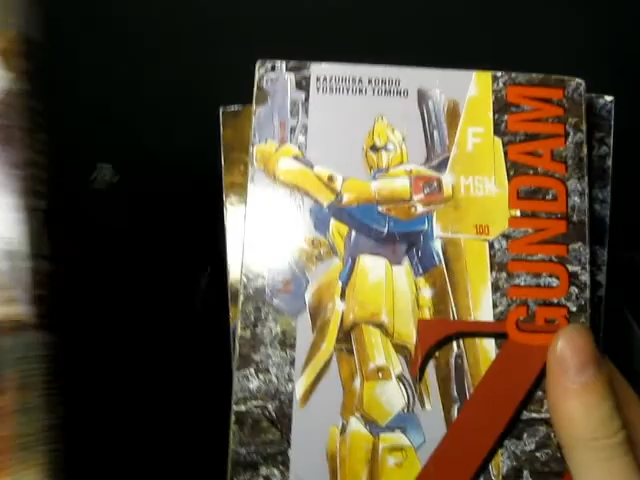 KAZUHISA KONDO
YOSHIYUKI TOMINO
F
MSN
100
GUNDAM
Z